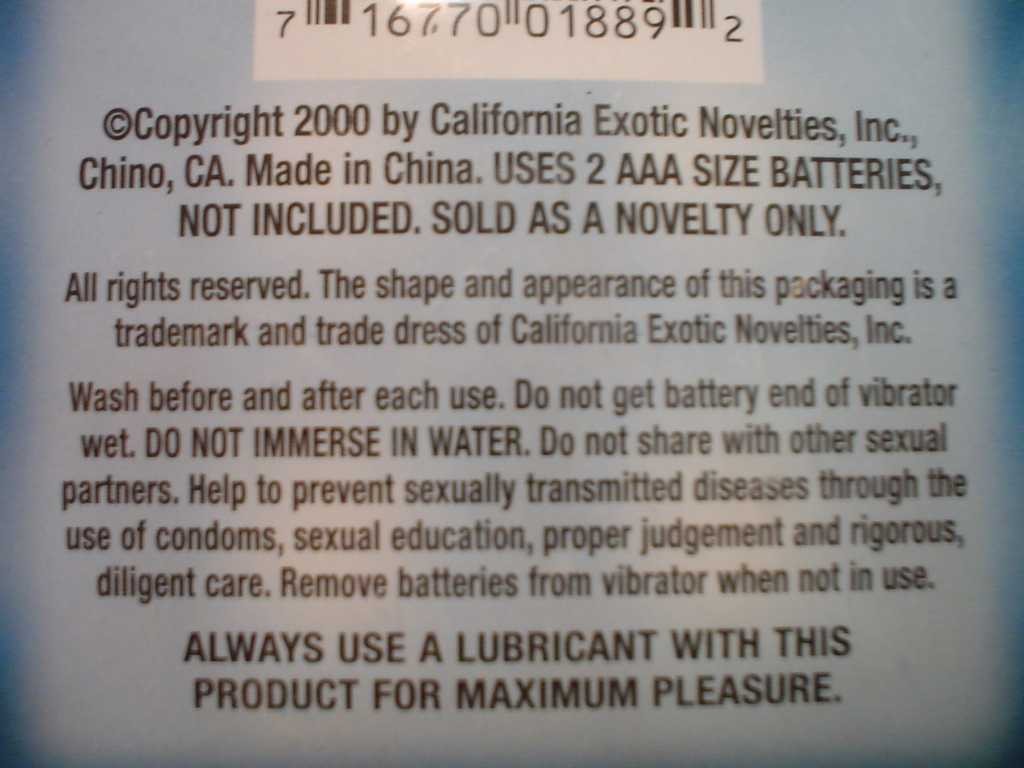 7 16770 01889 2
©Copyright 2000 by California Exotic Novelties, Inc.,
Chino, CA. Made in China. USES 2 AAA SIZE BATTERIES,
NOT INCLUDED. SOLD AS A NOVELTY ONLY.
All rights reserved. The shape and appearance of this packaging is a
trademark and trade dress of California Exotic Novelties, Inc.
Wash before and after each use. Do not get battery end of vibrator
wet. DO NOT IMMERSE IN WATER. Do not share with other sexual
partners. Help to prevent sexually transmitted diseases through the
use of condoms, sexual education, proper judgement and rigorous,
diligent care. Remove batteries from vibrator when not in use.
ALWAYS USE A LUBRICANT WITH THIS
PRODUCT FOR MAXIMUM PLEASURE.